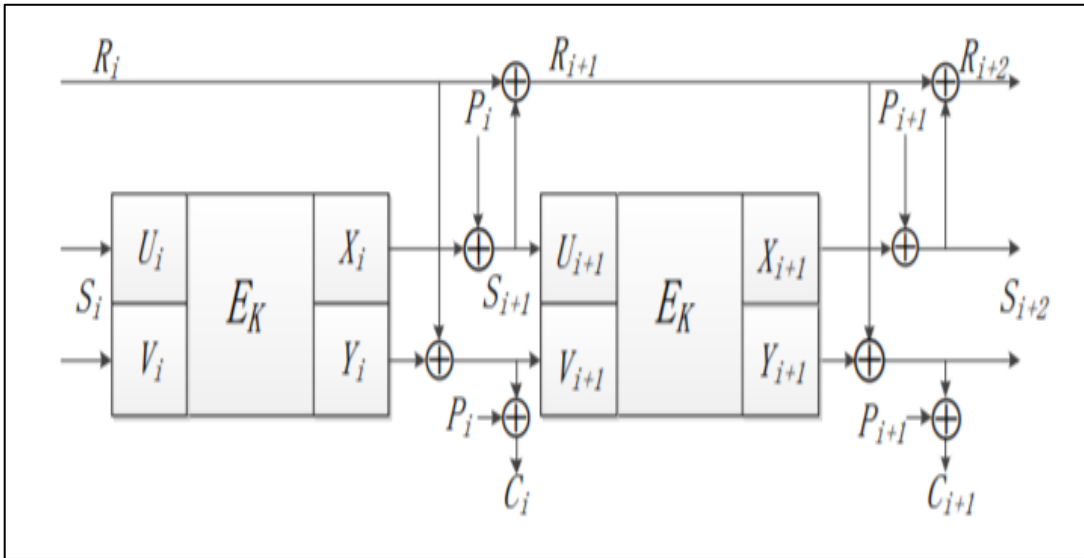 R_i R_{i+1} R_{i+2}
P_i P_{i+1}
U_i X_i U_{i+1} X_{i+1}
S_i E_K S_{i+1} E_K S_{i+2}
V_i Y_i V_{i+1} Y_{i+1}
P_i P_{i+1}
C_i C_{i+1}